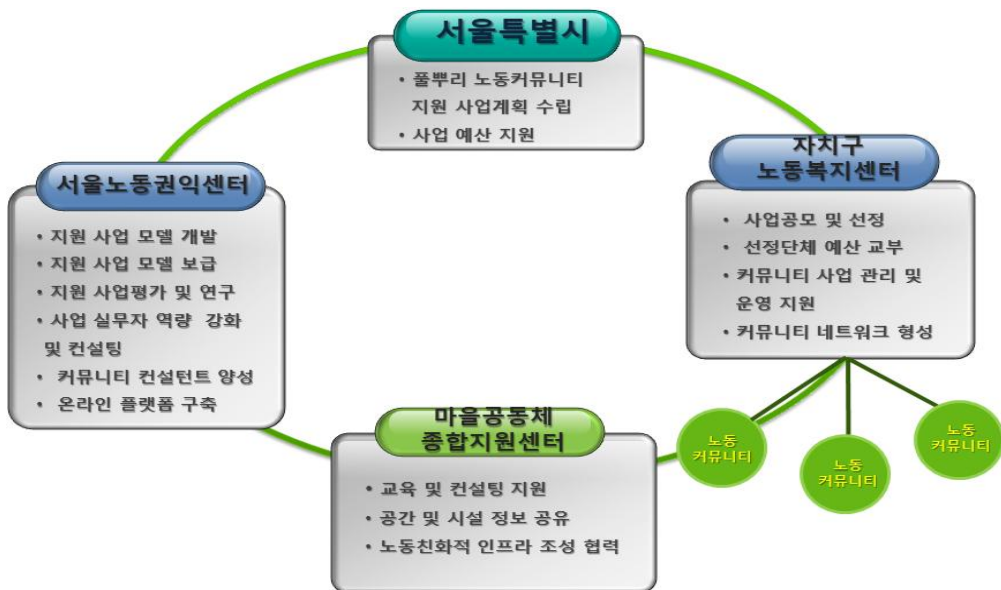 서울특별시
• 풀뿌리 노동커뮤니티
지원 사업계획 수립
• 사업 예산 지원
자치구
노동복지센터
• 사업공모 및 선정
• 선정단체 예산 교부
• 커뮤니티 사업 관리 및
운영 지원
• 커뮤니티 네트워크 형성
서울노동권익센터
• 지원 사업 모델 개발
• 지원 사업 모델 보급
• 지원 사업평가 및 연구
• 사업 실무자 역량 강화
및 컨설팅
• 커뮤니티 컨설턴트 양성
• 온라인 플랫폼 구축
마을공동체
종합지원센터
• 교육 및 컨설팅 지원
• 공간 및 시설 정보 공유
• 노동친화적 인프라 조성 협력
노동
커뮤니티
노동
커뮤니티
노동
커뮤니티